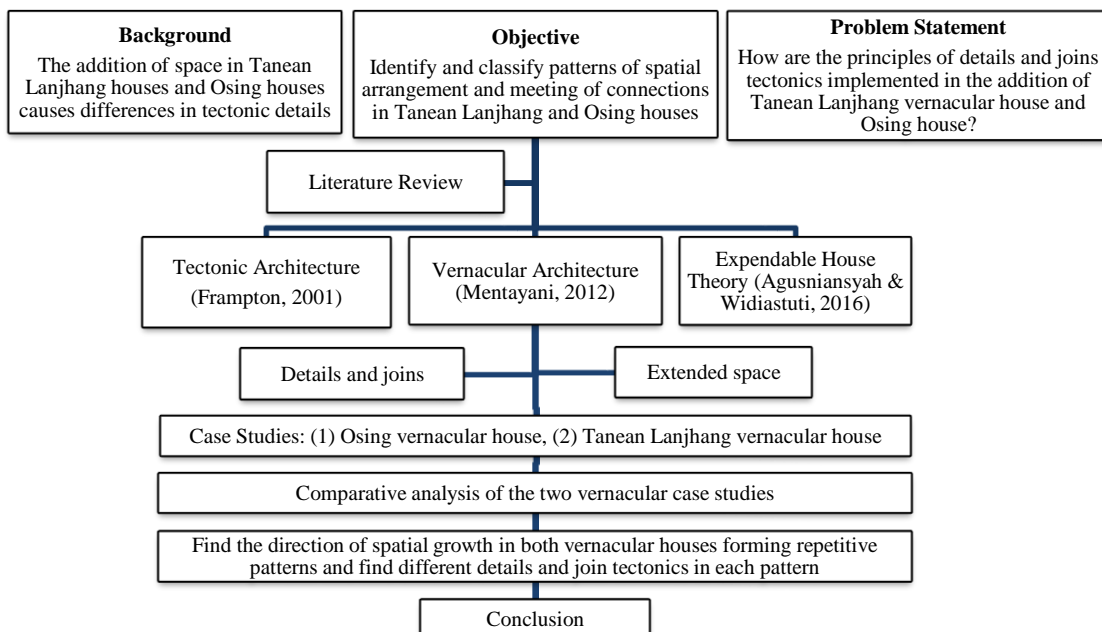 Background
The addition of space in Tanean
Lanjhang houses and Osing houses
causes differences in tectonic details
Objective
Identify and classify patterns of spatial
arrangement and meeting of connections
in Tanean Lanjhang and Osing houses
Problem Statement
How are the principles of details and joins
tectonics implemented in the addition of
Tanean Lanjhang vernacular house and
Osing house?
Literature Review
Tectonic Architecture
(Frampton, 2001)
Vernacular Architecture
(Mentayani, 2012)
Expendable House
Theory (Agusniansyah &
Widiastuti, 2016)
Details and joins
Extended space
Case Studies: (1) Osing vernacular house, (2) Tanean Lanjhang vernacular house
Comparative analysis of the two vernacular case studies
Find the direction of spatial growth in both vernacular houses forming repetitive
patterns and find different details and join tectonics in each pattern
Conclusion